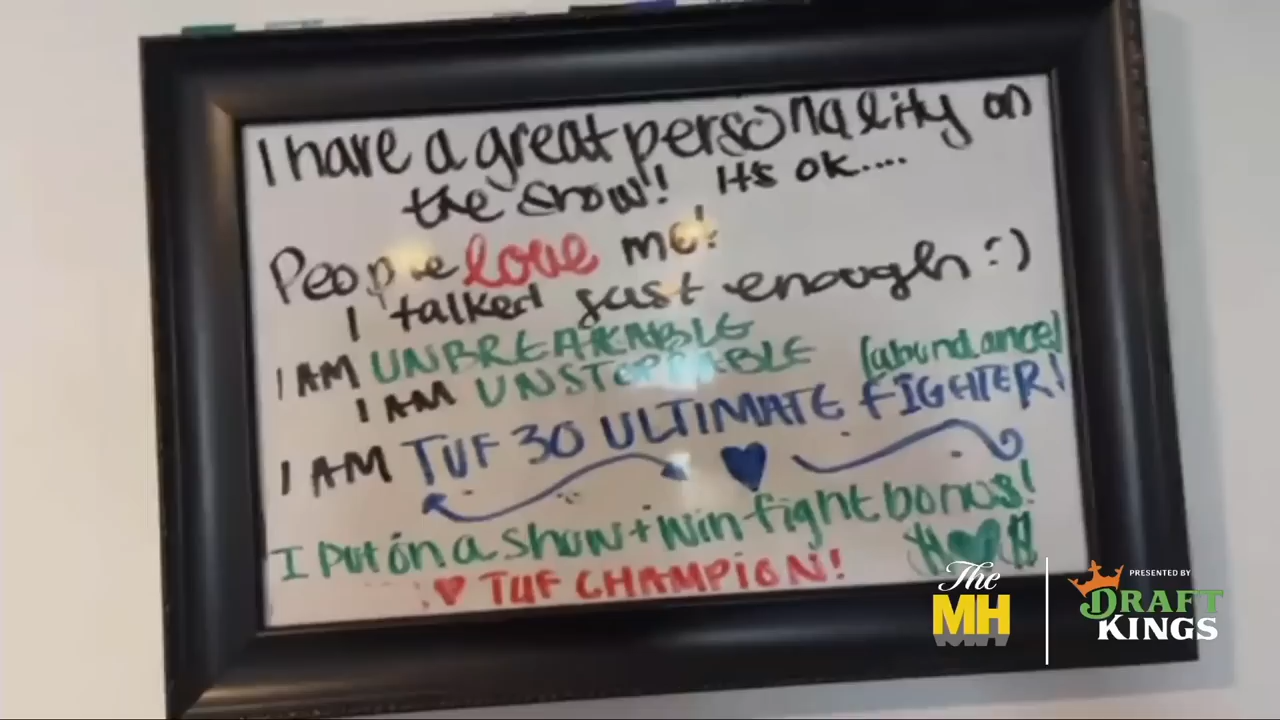 I have a great personality on
the show! It's ok....
People love me!
I talked just enough :)
I AM UNBREAKABLE
I AM UNSTOPPABLE (abundance)
I AM TUF 30 ULTIMATE FIGHTER!
I put on a show + win fight bonus!
TUF CHAMPION!
The
MH
PRESENTED BY
DRAFT
KINGS